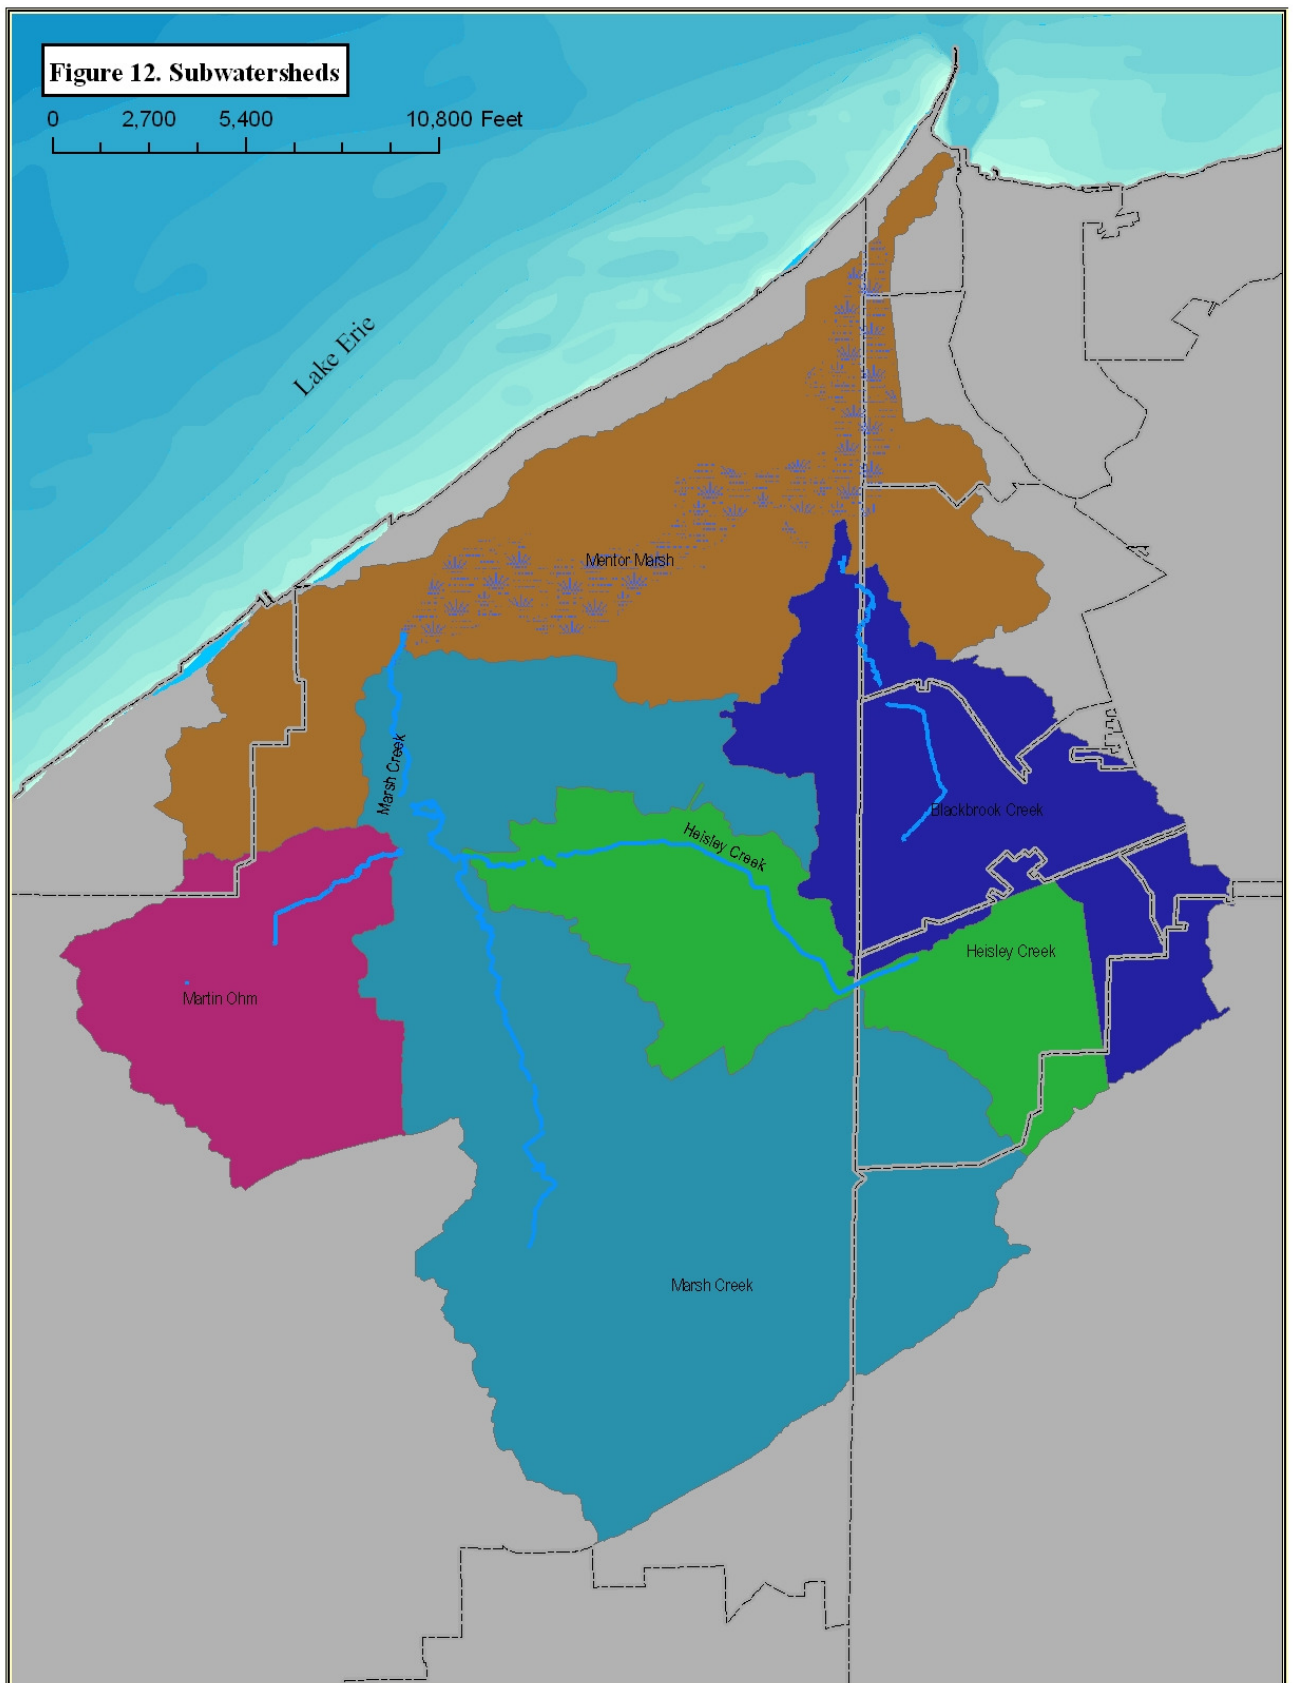 Figure 12. Subwatersheds
0 2,700 5,400 10,800 Feet
Lake Erie
Mentor Marsh
Marsh Creek
Blackbrook Creek
Heisley Creek
Heisley Creek
Martin Ohm
Marsh Creek